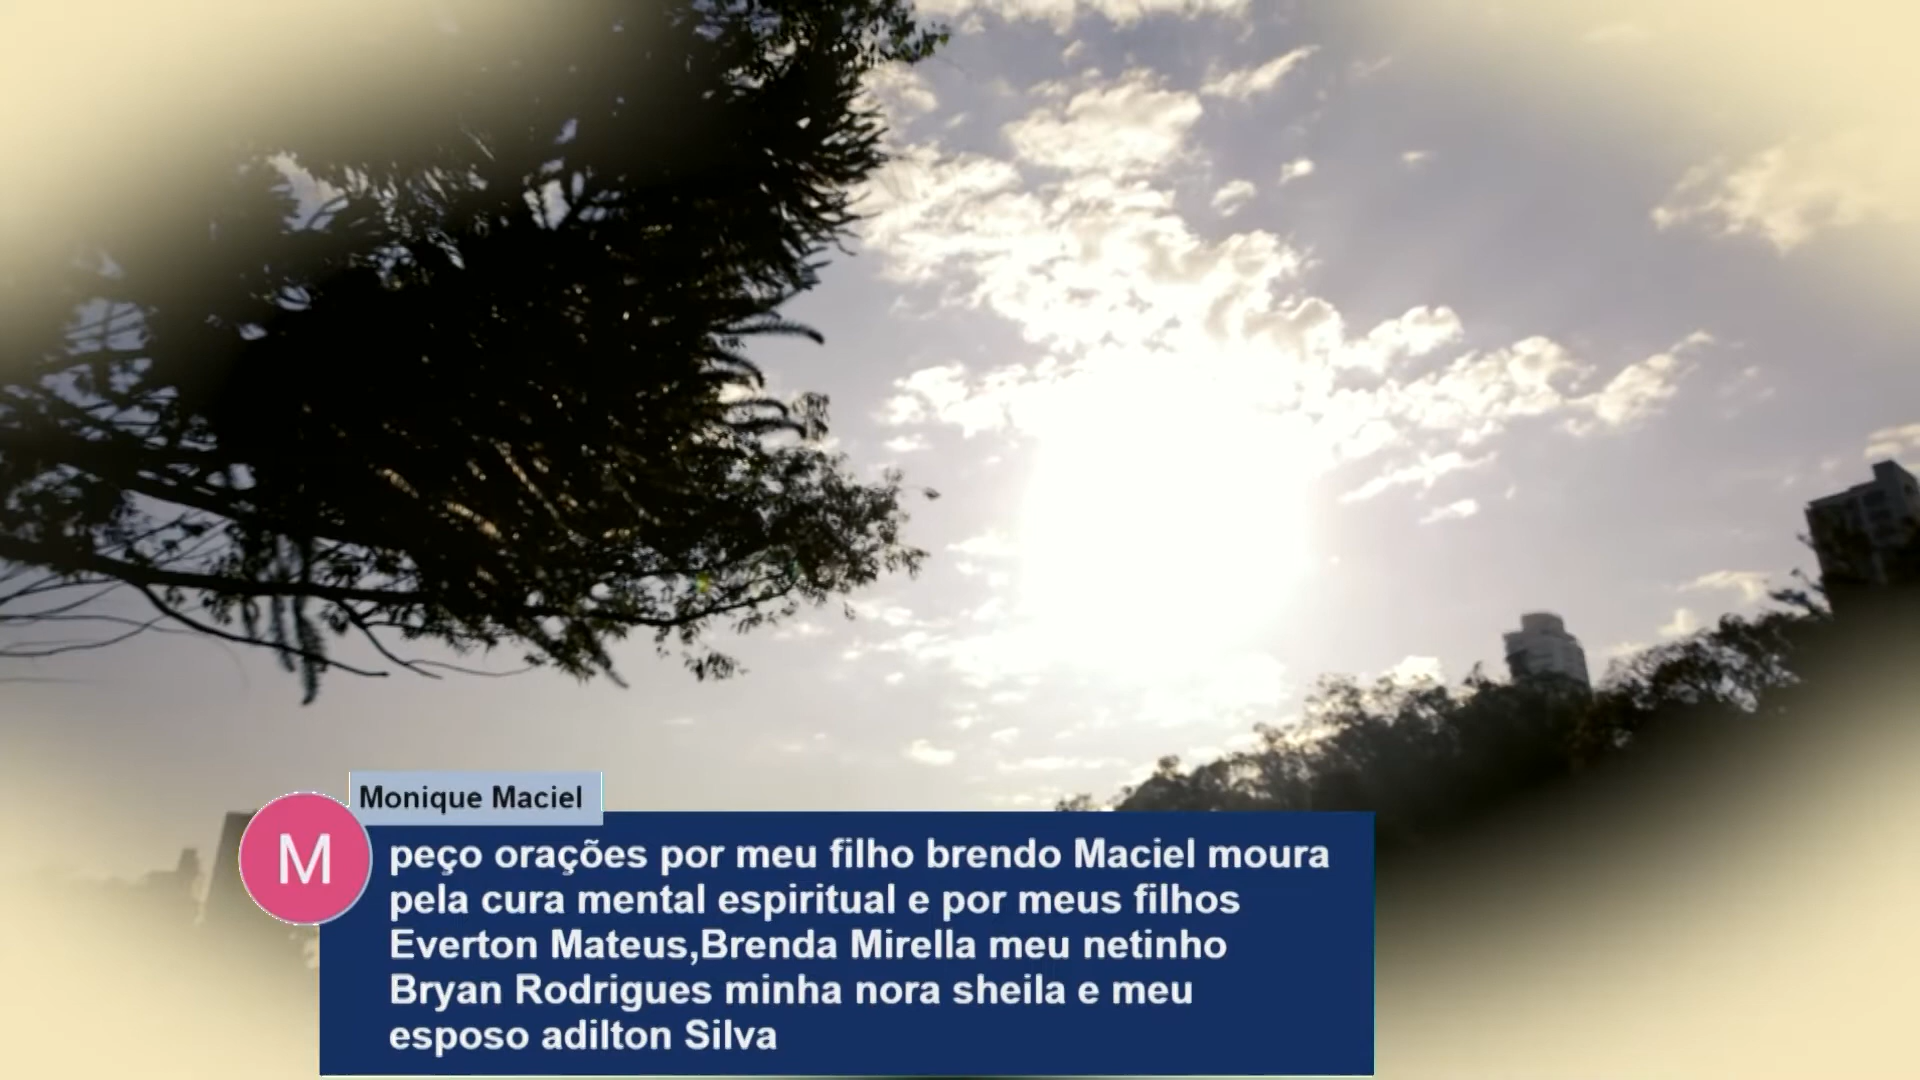 Monique Maciel
M
peço orações por meu filho brendo Maciel moura
pela cura mental espiritual e por meus filhos
Everton Mateus,Brenda Mirella meu netinho
Bryan Rodrigues minha nora sheila e meu
esposo adilton Silva